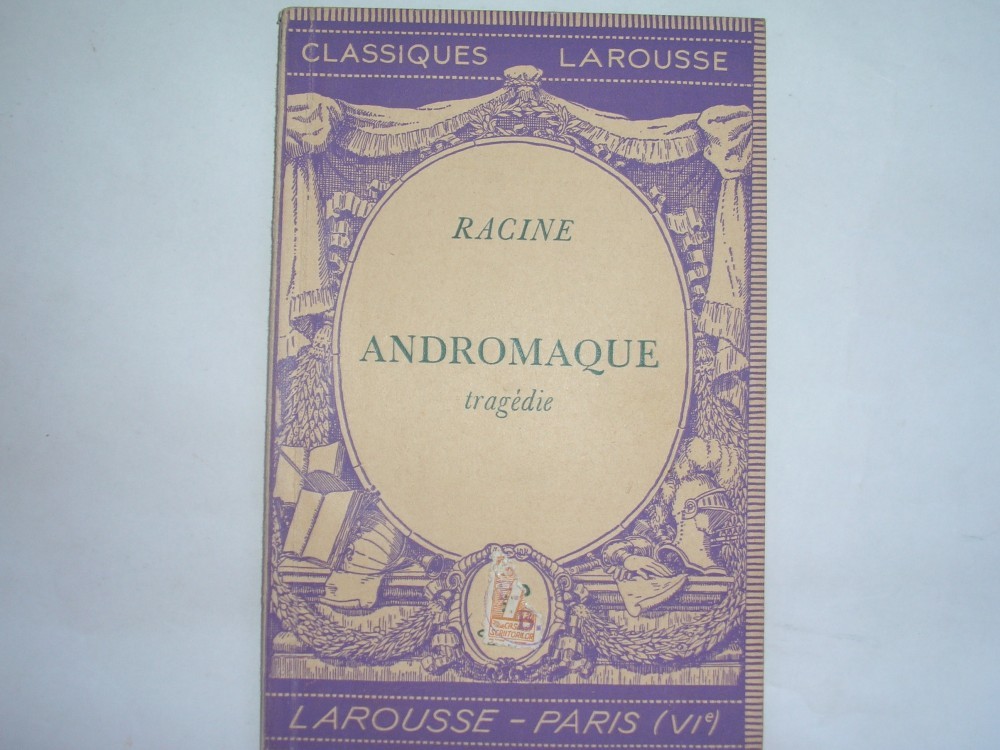 CLASSIQUES LAROUSSE
RACINE
ANDROMAQUE
tragédie
LAROUSSE - PARIS (VIe)